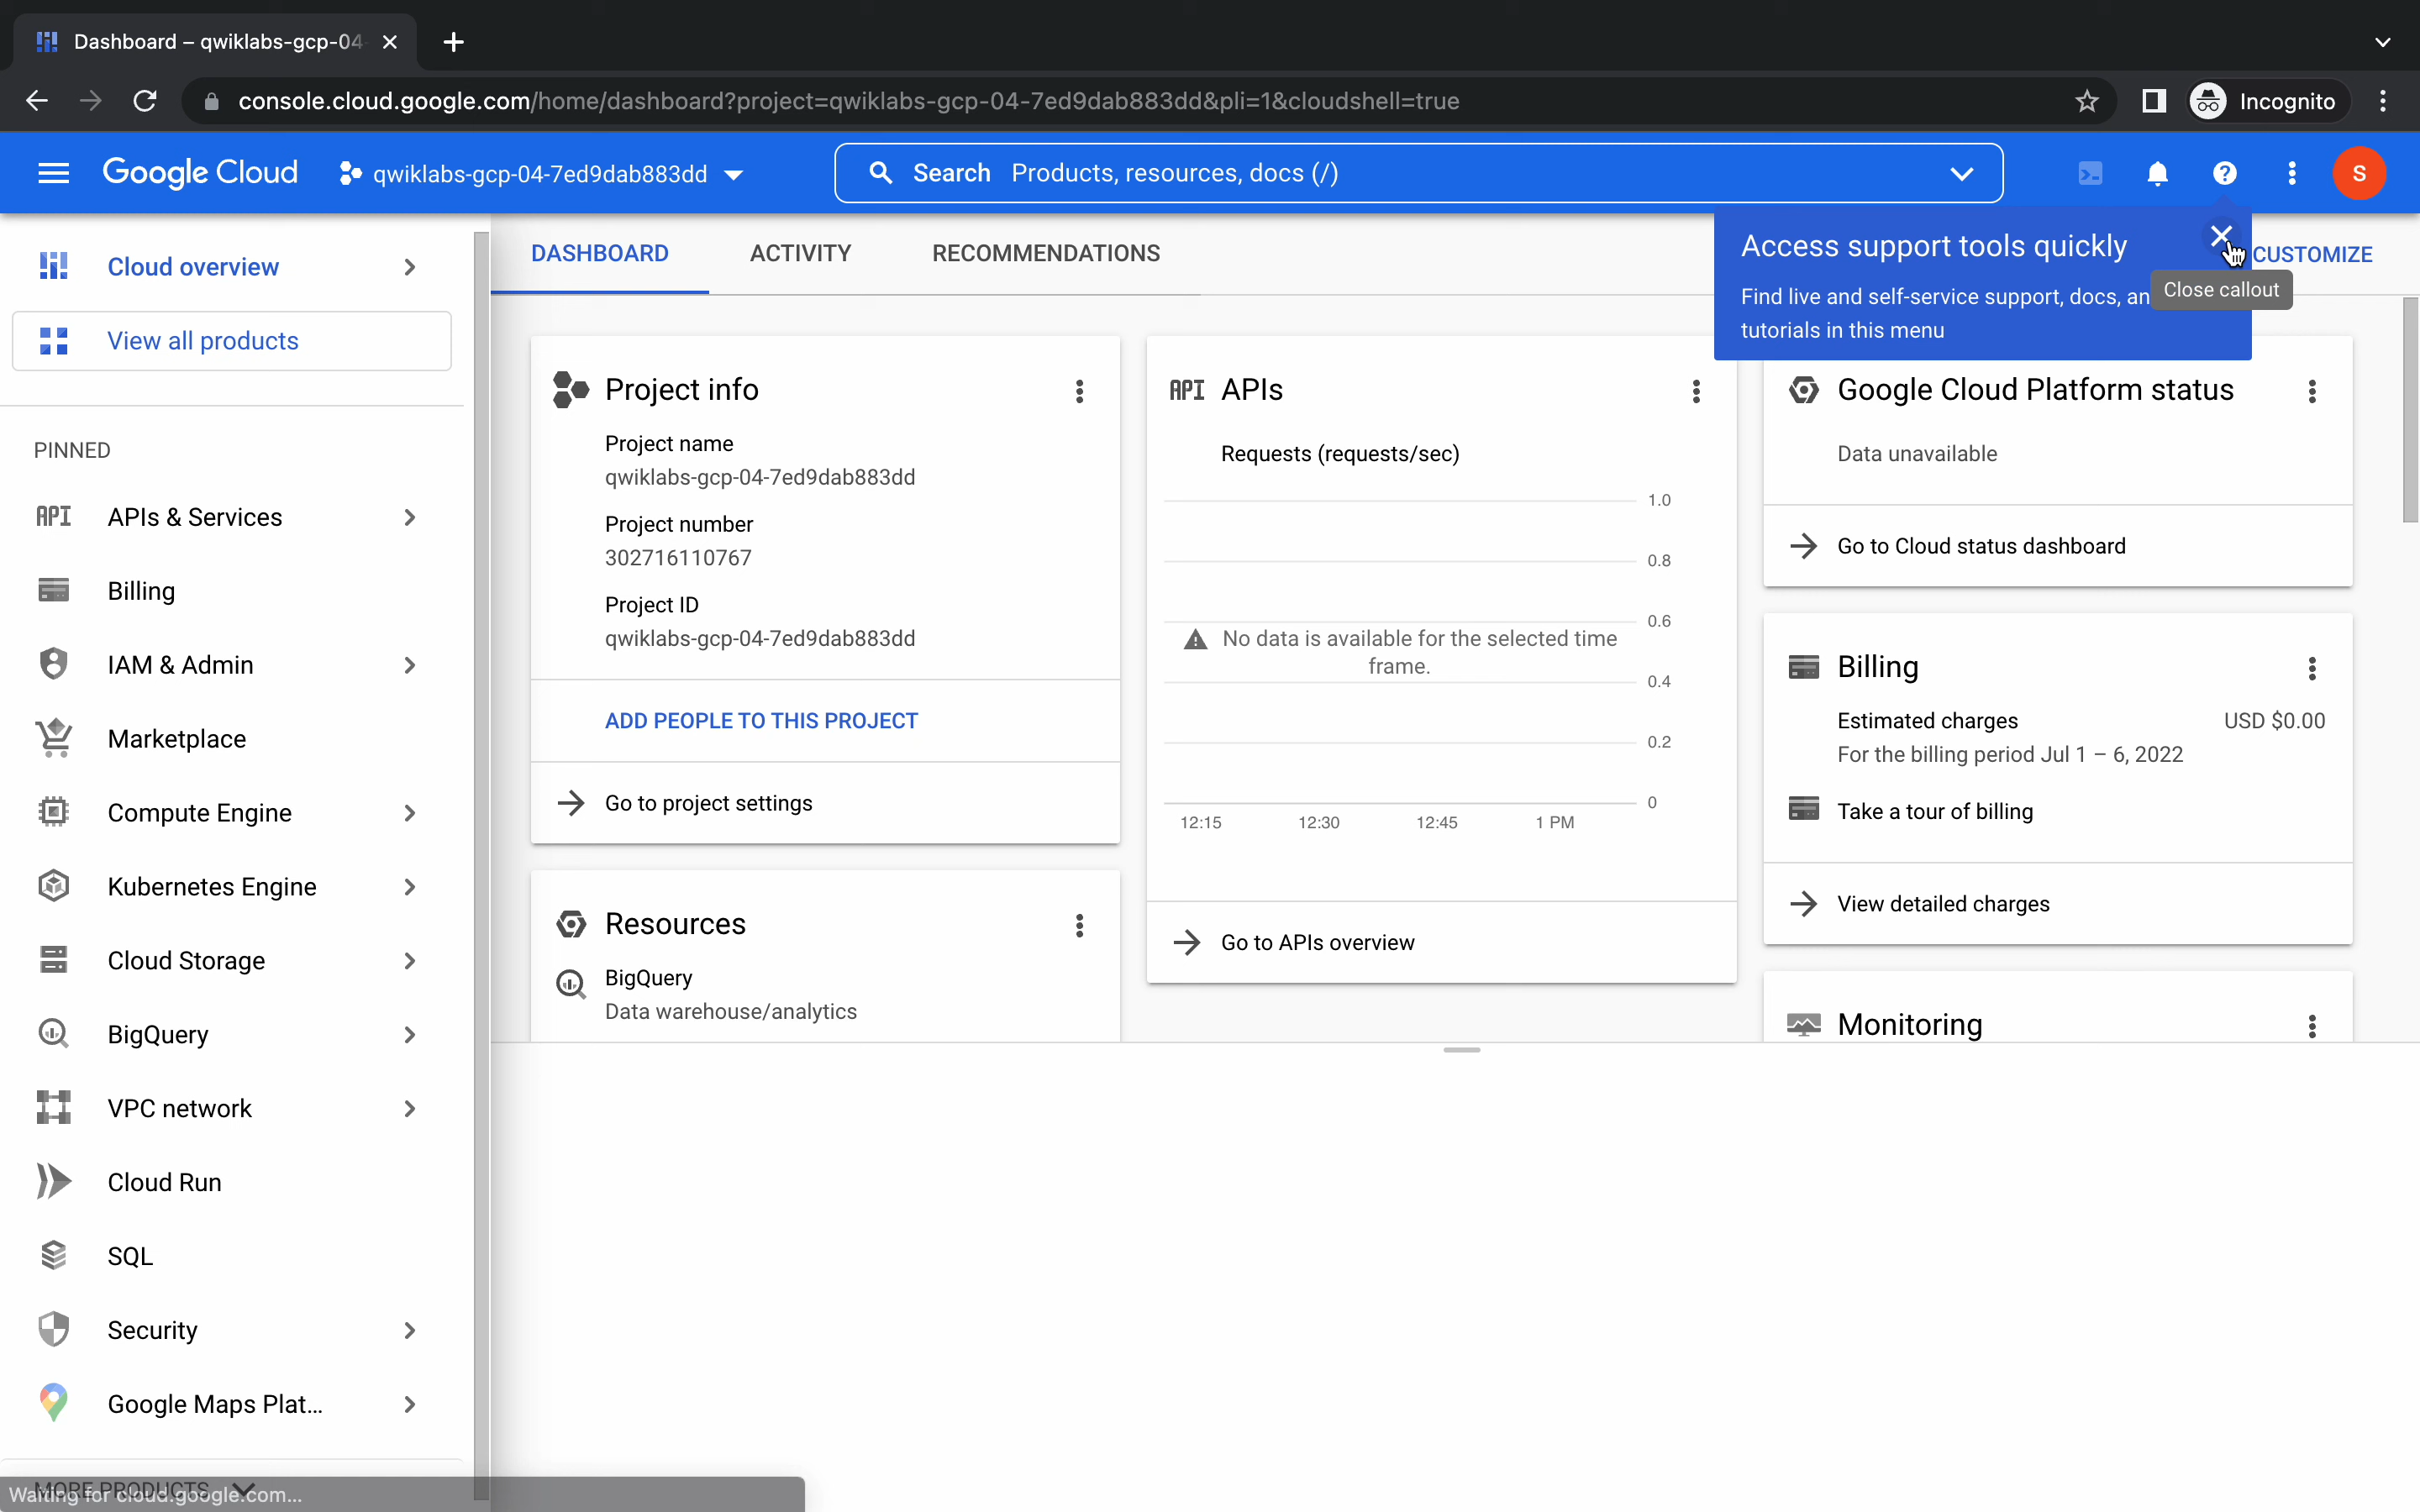 Dashboard – qwiklabs-gcp-04
console.cloud.google.com/home/dashboard?project=qwiklabs-gcp-04-7ed9dab883dd&pli=1&cloudshell=true
Incognito
Google Cloud
qwiklabs-gcp-04-7ed9dab883dd
Search Products, resources, docs (/)
S
Cloud overview
View all products
PINNED
API APIs & Services
Billing
IAM & Admin
Marketplace
Compute Engine
Kubernetes Engine
Cloud Storage
BigQuery
VPC network
Cloud Run
SQL
Security
Google Maps Plat...
MORE PRODUCTS
Waiting for cloud.google.com...
DASHBOARD
ACTIVITY
RECOMMENDATIONS
CUSTOMIZE
Access support tools quickly
Find live and self-service support, docs, an
tutorials in this menu
Close callout
Project info
Project name
qwiklabs-gcp-04-7ed9dab883dd
Project number
302716110767
Project ID
qwiklabs-gcp-04-7ed9dab883dd
ADD PEOPLE TO THIS PROJECT
Go to project settings
Resources
BigQuery
Data warehouse/analytics
API APIs
Requests (requests/sec)
1.0
0.8
0.6
No data is available for the selected time
frame.
0.4
0.2
0
12:15 12:30 12:45 1 PM
Go to APIs overview
Google Cloud Platform status
Data unavailable
Go to Cloud status dashboard
Billing
Estimated charges USD $0.00
For the billing period Jul 1 – 6, 2022
Take a tour of billing
View detailed charges
Monitoring